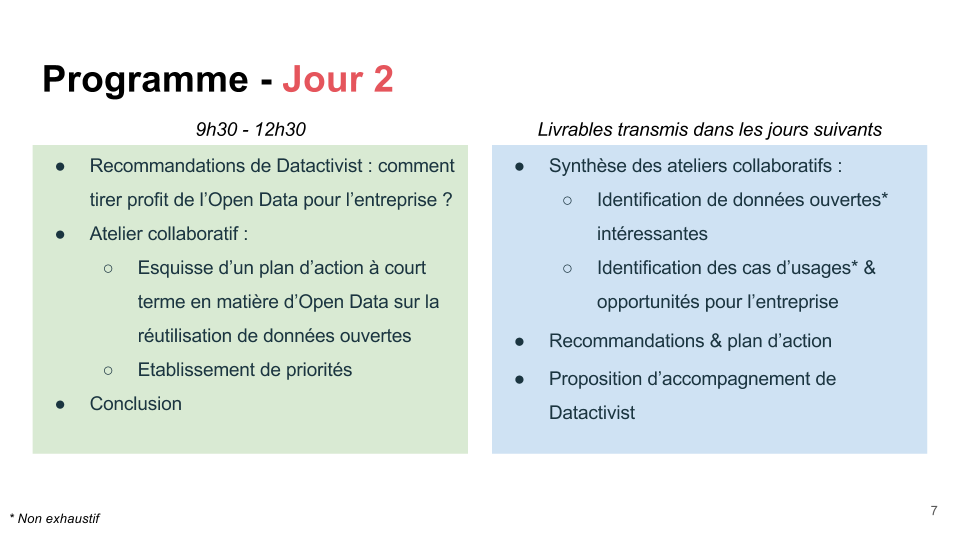 Programme - Jour 2
9h30 - 12h30
● Recommandations de Datactivist : comment
tirer profit de l’Open Data pour l’entreprise ?
● Atelier collaboratif :
○ Esquisse d’un plan d’action à court
terme en matière d’Open Data sur la
réutilisation de données ouvertes
○ Etablissement de priorités
● Conclusion
Livrables transmis dans les jours suivants
● Synthèse des ateliers collaboratifs :
○ Identification de données ouvertes*
intéressantes
○ Identification des cas d’usages* &
opportunités pour l’entreprise
● Recommandations & plan d’action
● Proposition d’accompagnement de
Datactivist
* Non exhaustif
7